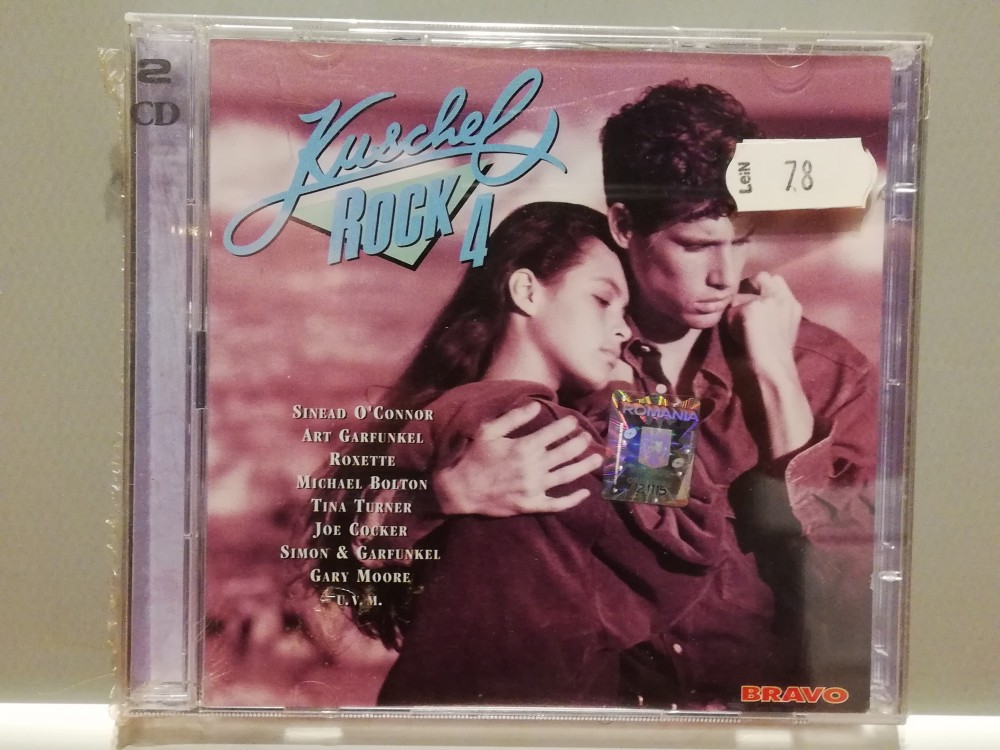 2
CD
Kuschel
ROCK 4
Lei N 78
SINEAD O'CONNOR
ART GARFUNKEL
ROXETTE
MICHAEL BOLTON
TINA TURNER
JOE COCKER
SIMON & GARFUNKEL
GARY MOORE
U.V.M.
ROMANIA
BRAVO